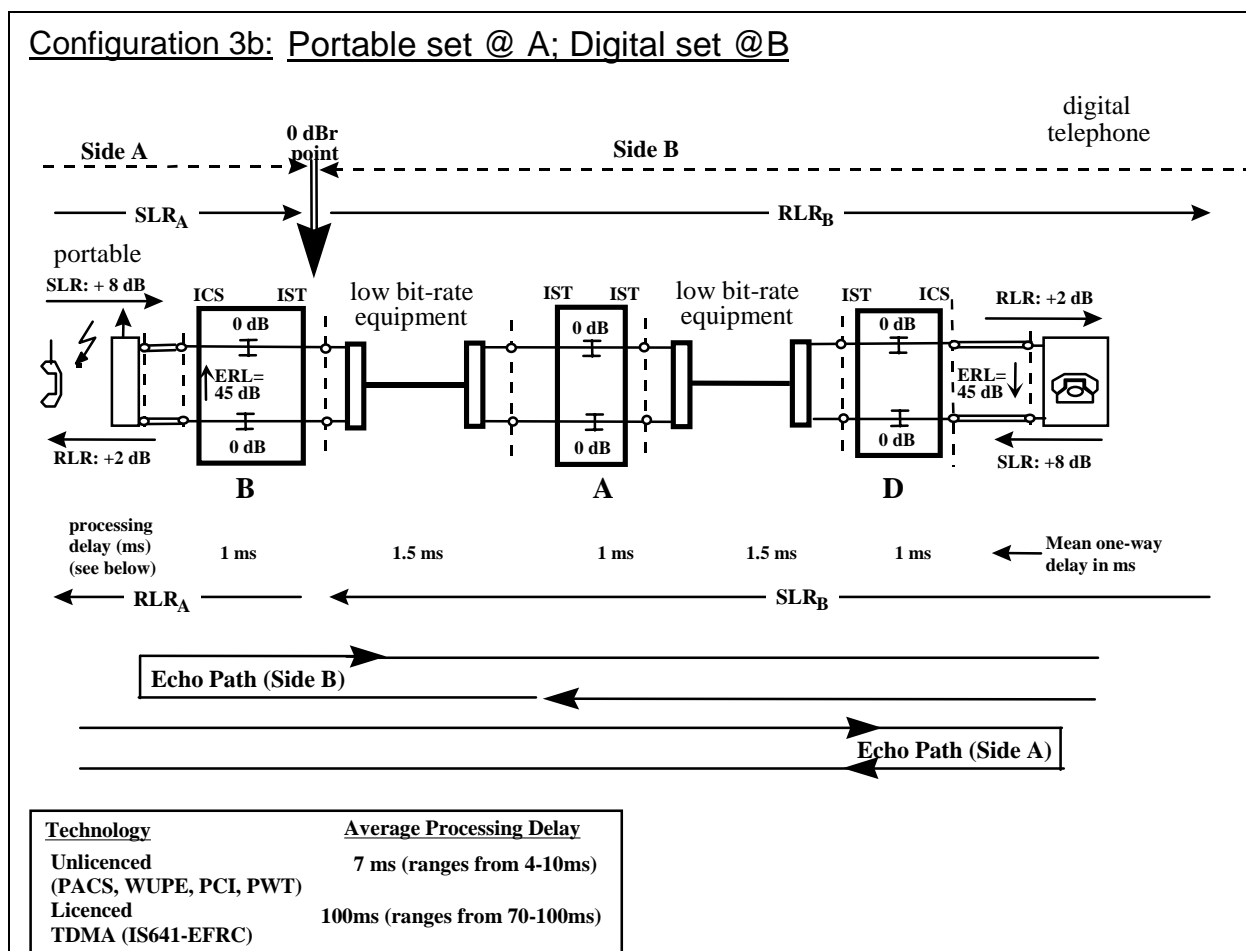 Configuration 3b: Portable set @ A; Digital set @B
digital
telephone
0 dBr
point
Side A
Side B
SLRA
RLRB
portable
SLR: + 8 dB
ICS
IST
low bit-rate
equipment
IST
IST
low bit-rate
equipment
IST
ICS
RLR: +2 dB
0 dB
0 dB
0 dB
ERL=
45 dB
ERL=
45 dB
0 dB
0 dB
0 dB
RLR: +2 dB
SLR: +8 dB
B
A
D
processing
delay (ms)
(see below)
1 ms
1.5 ms
1 ms
1.5 ms
1 ms
Mean one-way
delay in ms
RLRA
SLRB
Echo Path (Side B)
Echo Path (Side A)
Technology
Average Processing Delay
Unlicenced
(PACS, WUPE, PCI, PWT)
7 ms (ranges from 4-10ms)
Licenced
TDMA (IS641-EFRC)
100ms (ranges from 70-100ms)